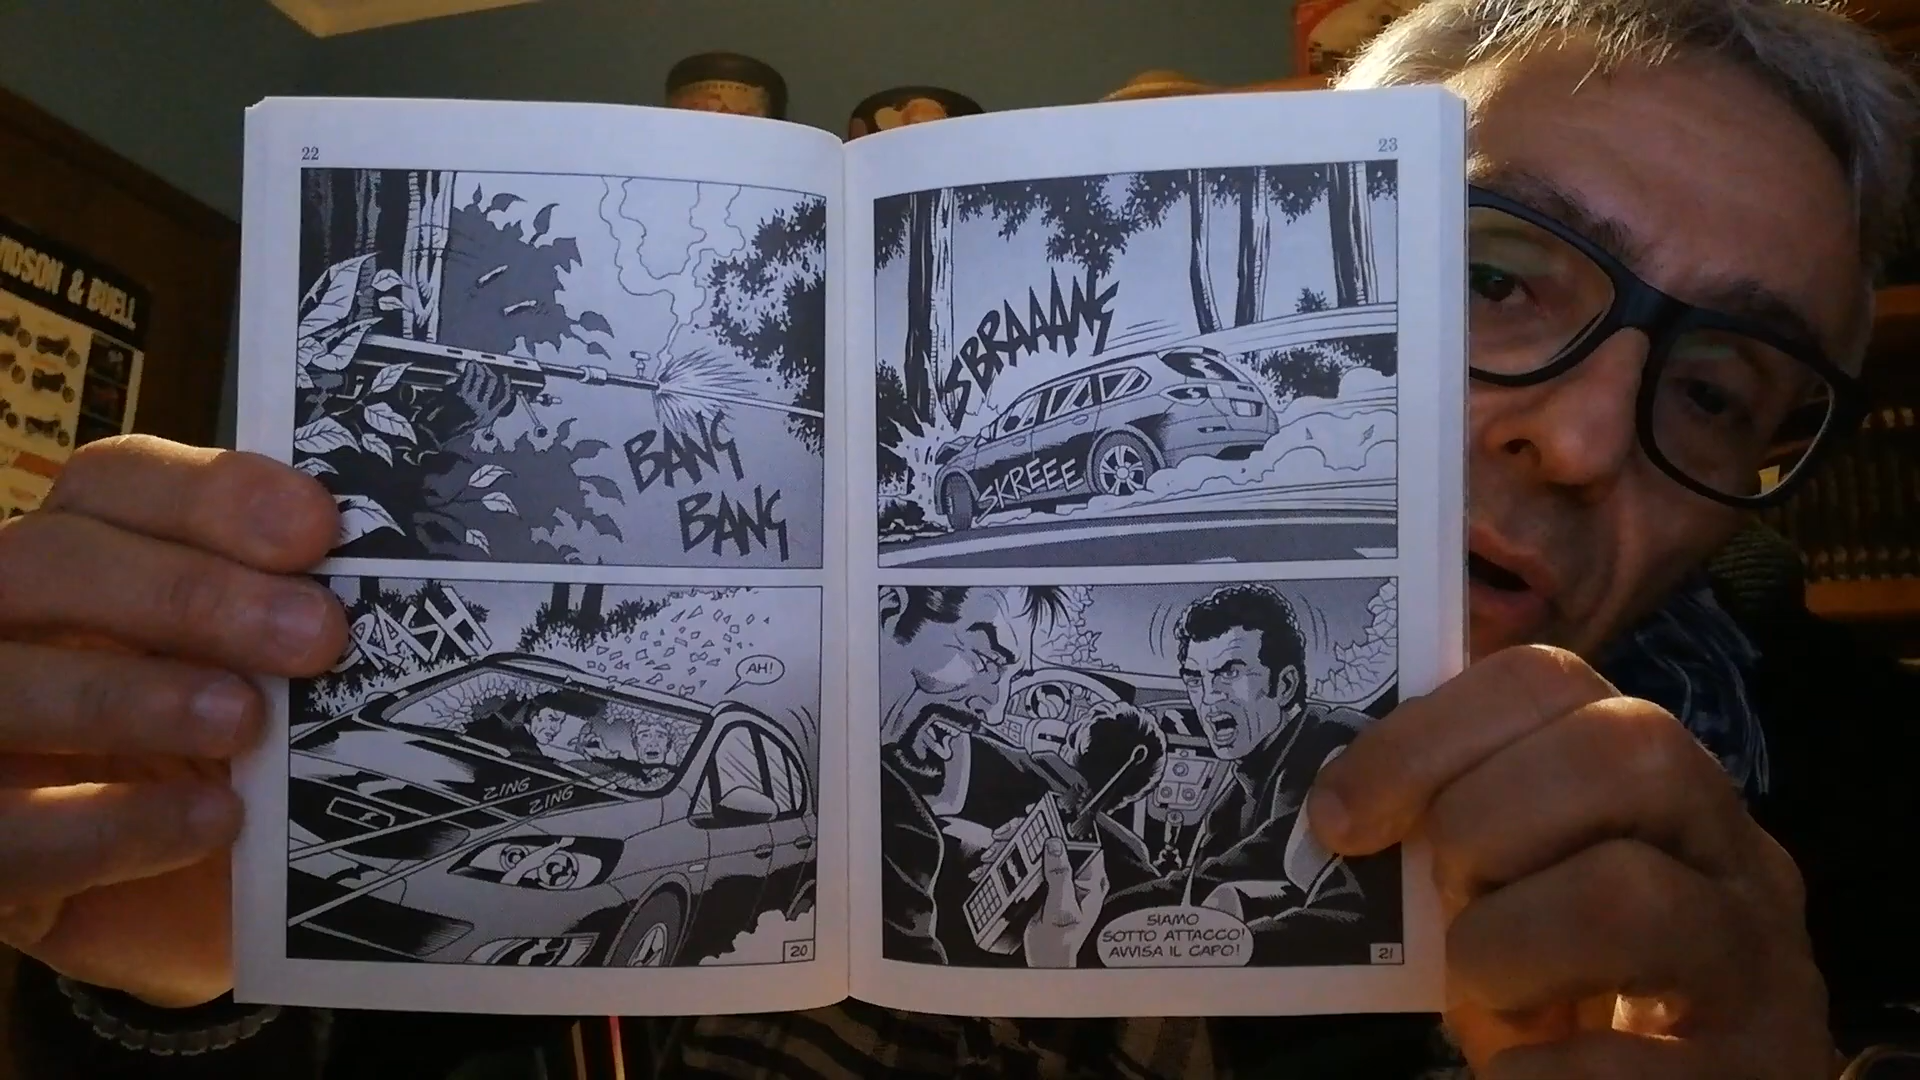 22
BANG
BANG
CRASH
AH!
ZING
ZING
20
23
SBRAAANG
SKREEE
SIAMO
SOTTO ATTACCO!
AVVISA IL CAPO!
21
VIDSON & BUELL